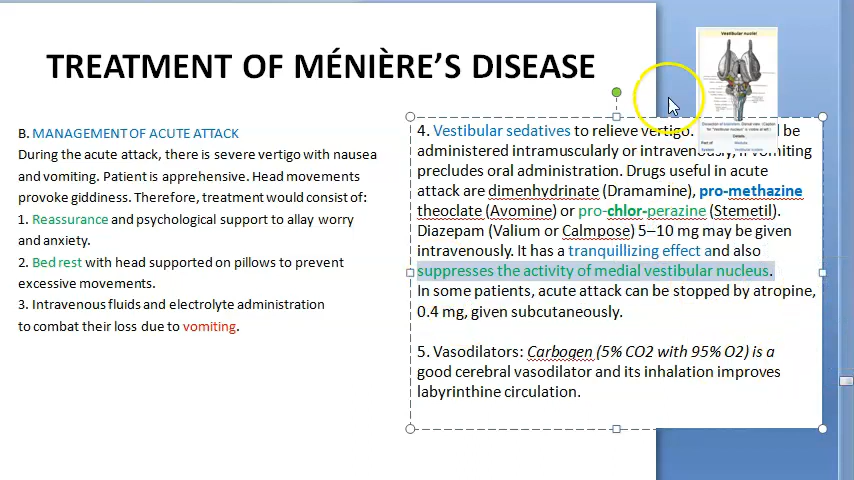 TREATMENT OF MÉNIÈRE’S DISEASE
B. MANAGEMENT OF ACUTE ATTACK
During the acute attack, there is severe vertigo with nausea
and vomiting. Patient is apprehensive. Head movements
provoke giddiness. Therefore, treatment would consist of:
1. Reassurance and psychological support to allay worry
and anxiety.
2. Bed rest with head supported on pillows to prevent
excessive movements.
3. Intravenous fluids and electrolyte administration
to combat their loss due to vomiting.
4. Vestibular sedatives to relieve vertigo. be
administered intramuscularly or intravenously, if vomiting
precludes oral administration. Drugs useful in acute
attack are dimenhydrinate (Dramamine), pro-methazine
theoclate (Avomine) or pro-chlor-perazine (Stemetil).
Diazepam (Valium or Calmpose) 5–10 mg may be given
intravenously. It has a tranquillizing effect and also
suppresses the activity of medial vestibular nucleus.
In some patients, acute attack can be stopped by atropine,
0.4 mg, given subcutaneously.
5. Vasodilators: Carbogen (5% CO2 with 95% O2) is a
good cerebral vasodilator and its inhalation improves
labyrinthine circulation.
Vestibular nuclei